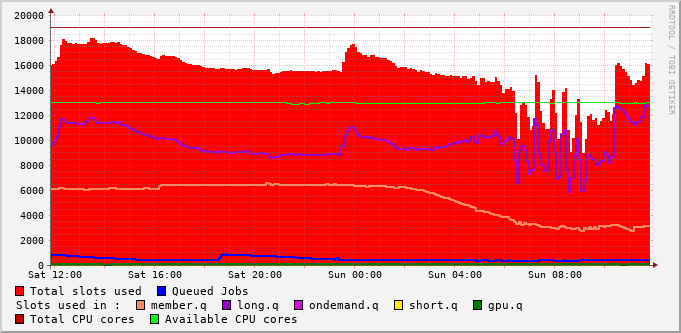 20000
18000
16000
14000
12000
10000
8000
6000
4000
2000
0
Sat 12:00 Sat 16:00 Sat 20:00 Sun 00:00 Sun 04:00 Sun 08:00
Total slots used Queued Jobs
Slots used in : member.q long.q ondemand.q short.q gpu.q
Total CPU cores Available CPU cores
RRDTOOL / TOBI OETIKER